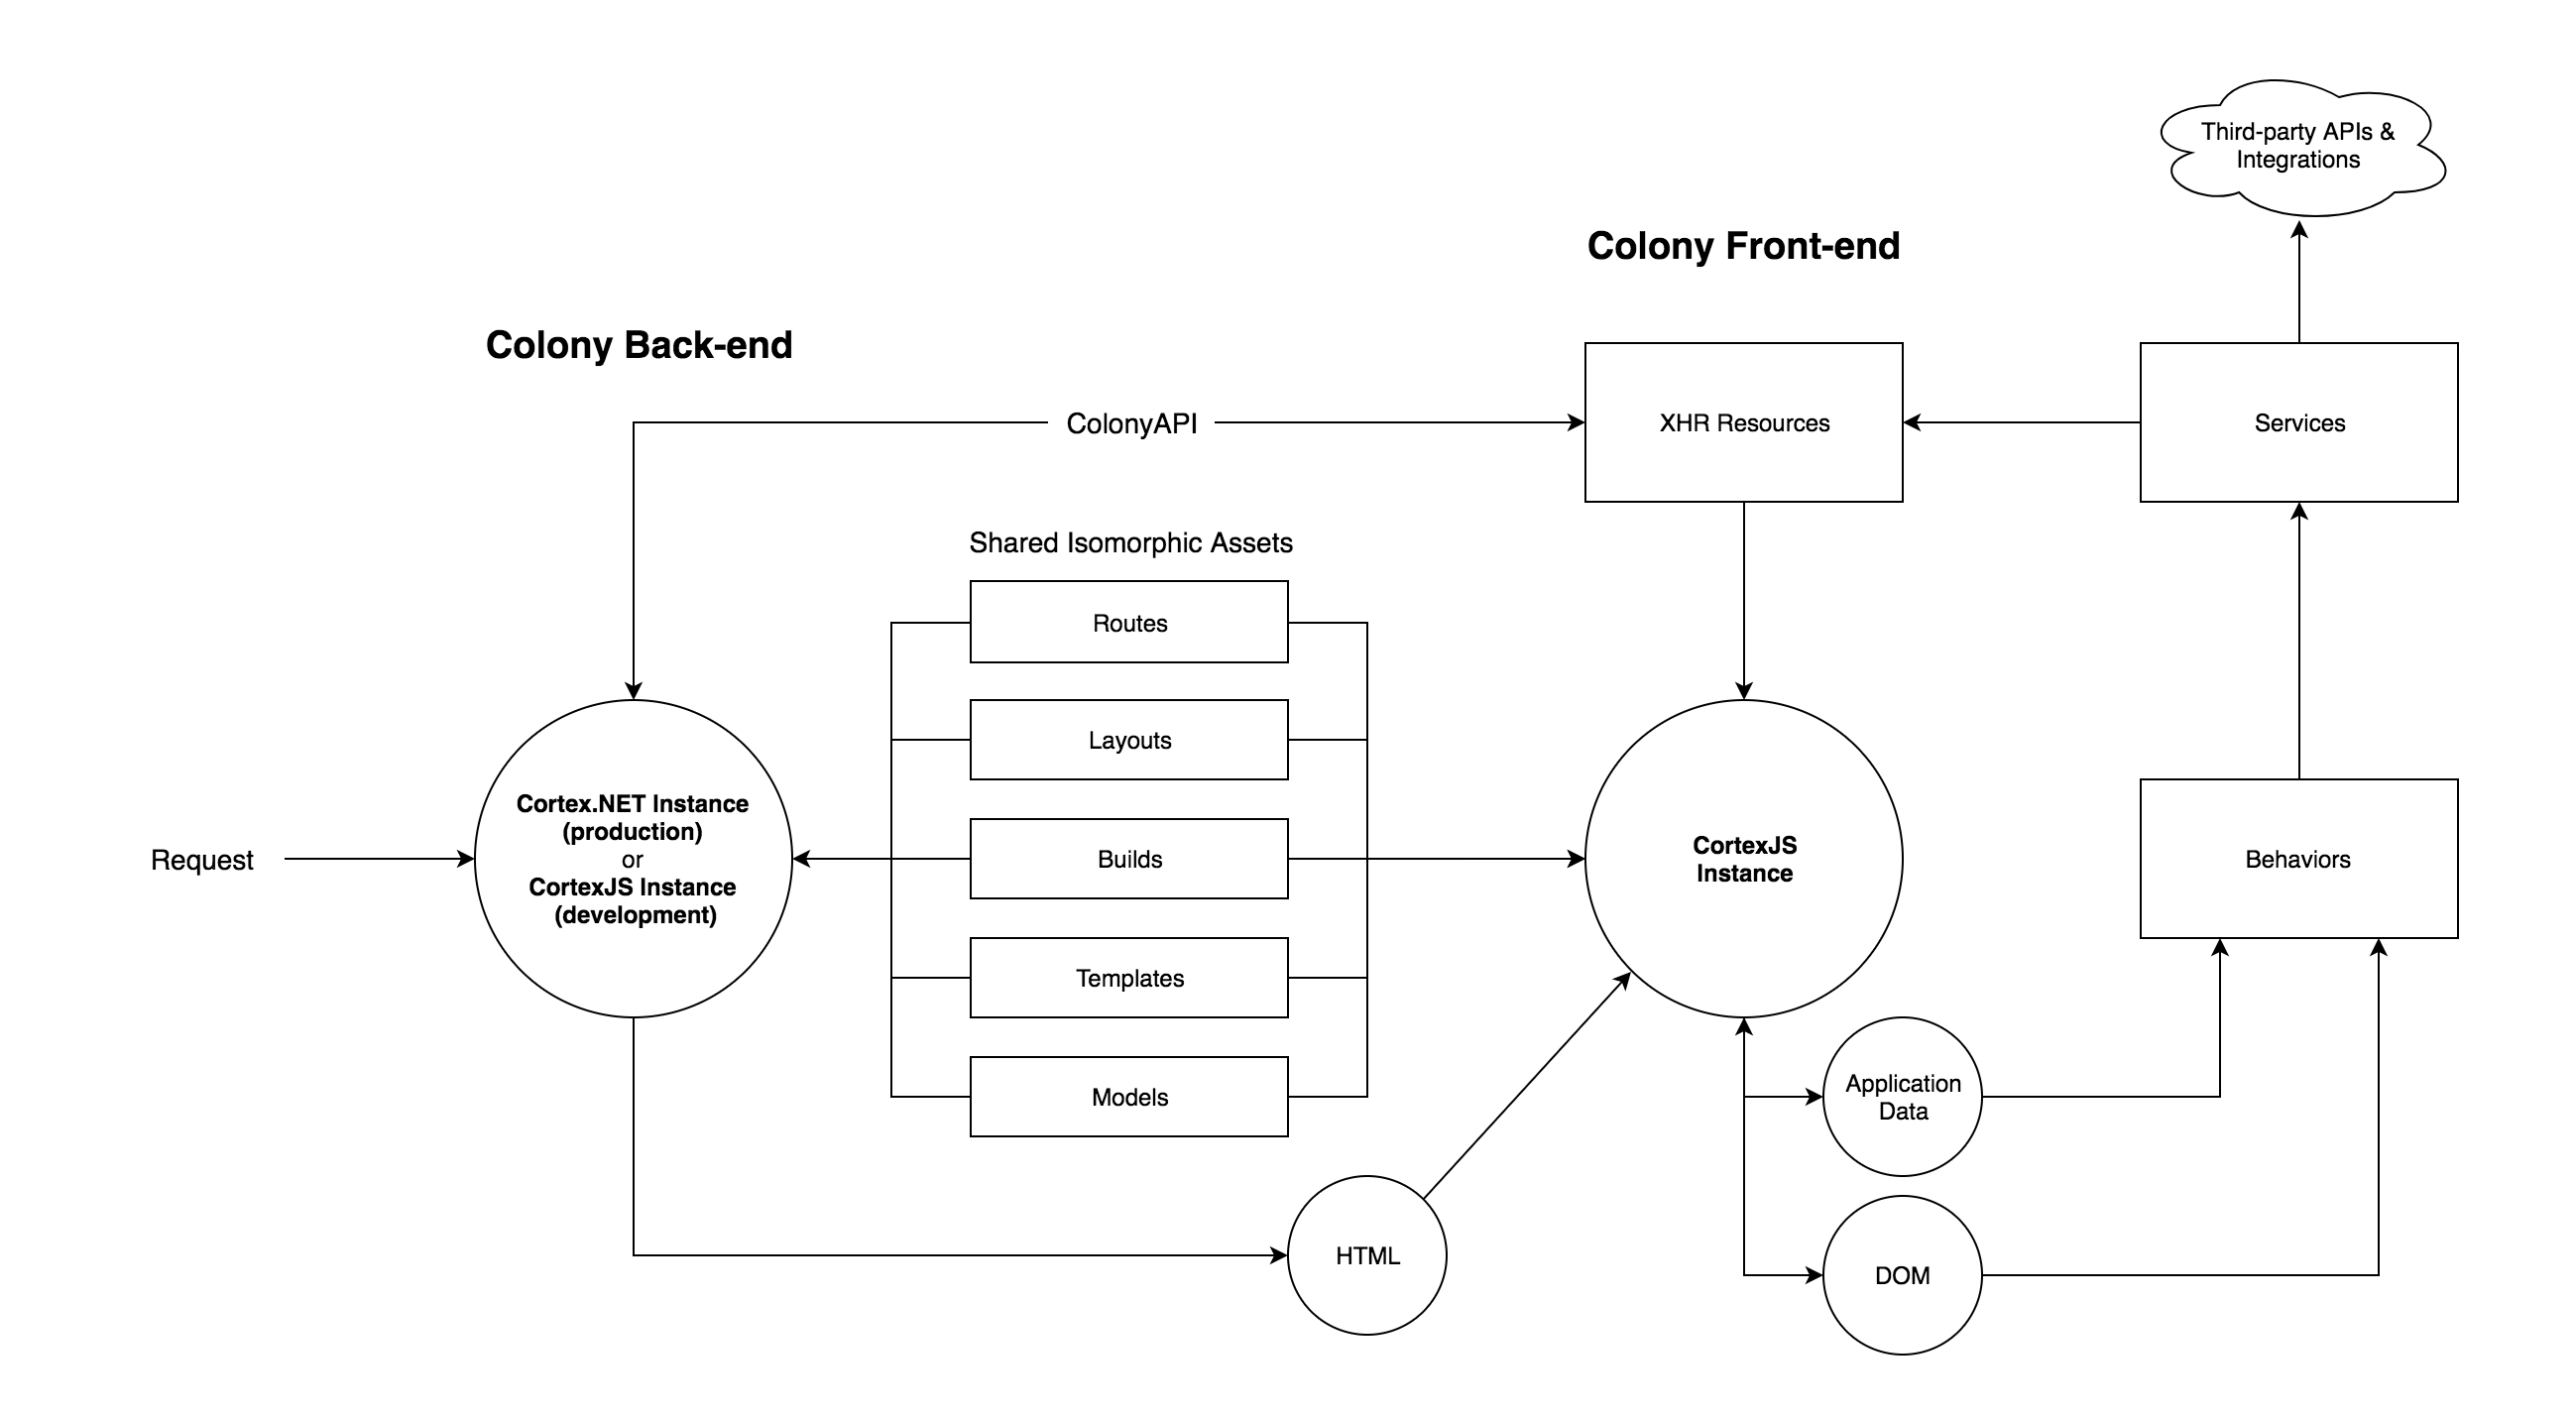 Third-party APIs &
Integrations
Colony Front-end
Colony Back-end
ColonyAPI
XHR Resources
Services
Shared Isomorphic Assets
Routes
Layouts
Builds
Templates
Models
Request
Cortex.NET Instance
(production)
or
CortexJS Instance
(development)
CortexJS
Instance
Behaviors
Application
Data
HTML
DOM